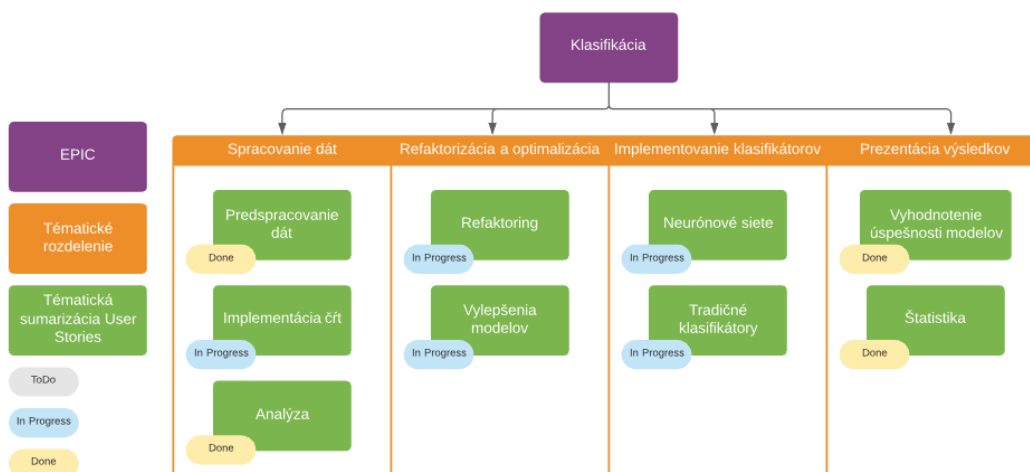 Klasifikácia
EPIC
Tématické
rozdelenie
Tématická
sumarizácia User
Stories
ToDo
In Progress
Done
Spracovanie dát
Predspracovanie
dát
Done
Implementácia čŕt
In Progress
Analýza
Done
Refaktorizácia a optimalizácia
Refaktoring
In Progress
Vylepšenia
modelov
In Progress
Implementovanie klasifikátorov
Neurónové siete
In Progress
Tradičné
klasifikátory
In Progress
Prezentácia výsledkov
Vyhodnotenie
úspešnosti modelov
Done
Štatistika
Done